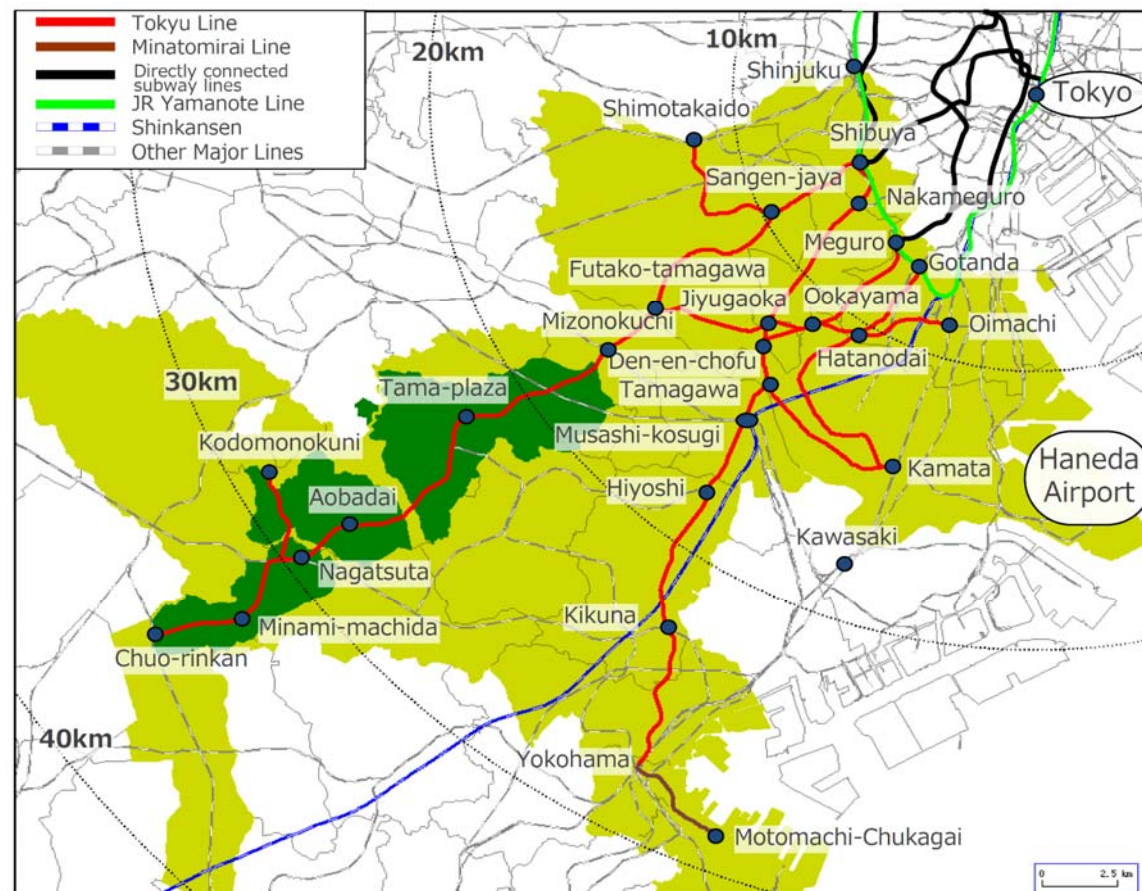 Tokyu Line
Minatomirai Line
Directly connected
subway lines
JR Yamanote Line
Shinkansen
Other Major Lines
20km
10km
Shinjuku
Tokyo
Shimotakaido
Shibuya
Sangen-jaya
Nakameguro
Meguro
Gotanda
Futako-tamagawa
Jiyugaoka
Ookayama
Mizonokuchi
Oimachi
Den-en-chofu
Hatanodai
30km
Tama-plaza
Tamagawa
Musashi-kosugi
Kodomonokuni
Kamata
Haneda
Airport
Aobadai
Hiyoshi
Kawasaki
Nagatsuta
Kikuna
Minami-machida
Chuo-rinkan
40km
Yokohama
Motomachi-Chukagai
0 2.5 km